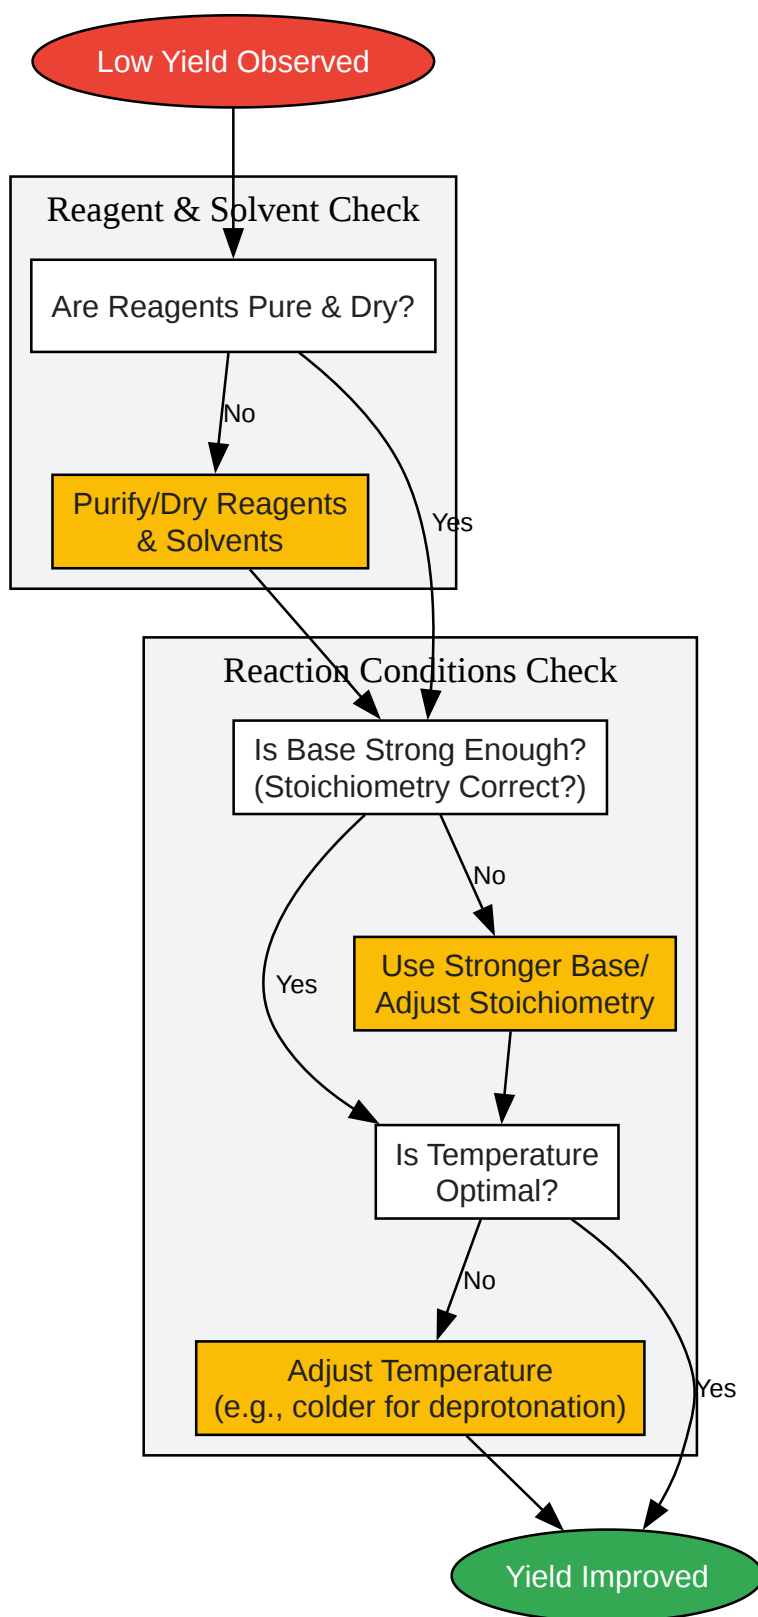 Low Yield Observed
Reagent & Solvent Check
Are Reagents Pure & Dry?
No
Purify/Dry Reagents
& Solvents
Yes
Reaction Conditions Check
Is Base Strong Enough?
(Stoichiometry Correct?)
No
Use Stronger Base/
Adjust Stoichiometry
Yes
Is Temperature
Optimal?
No
Adjust Temperature
(e.g., colder for deprotonation)
Yes
Yield Improved